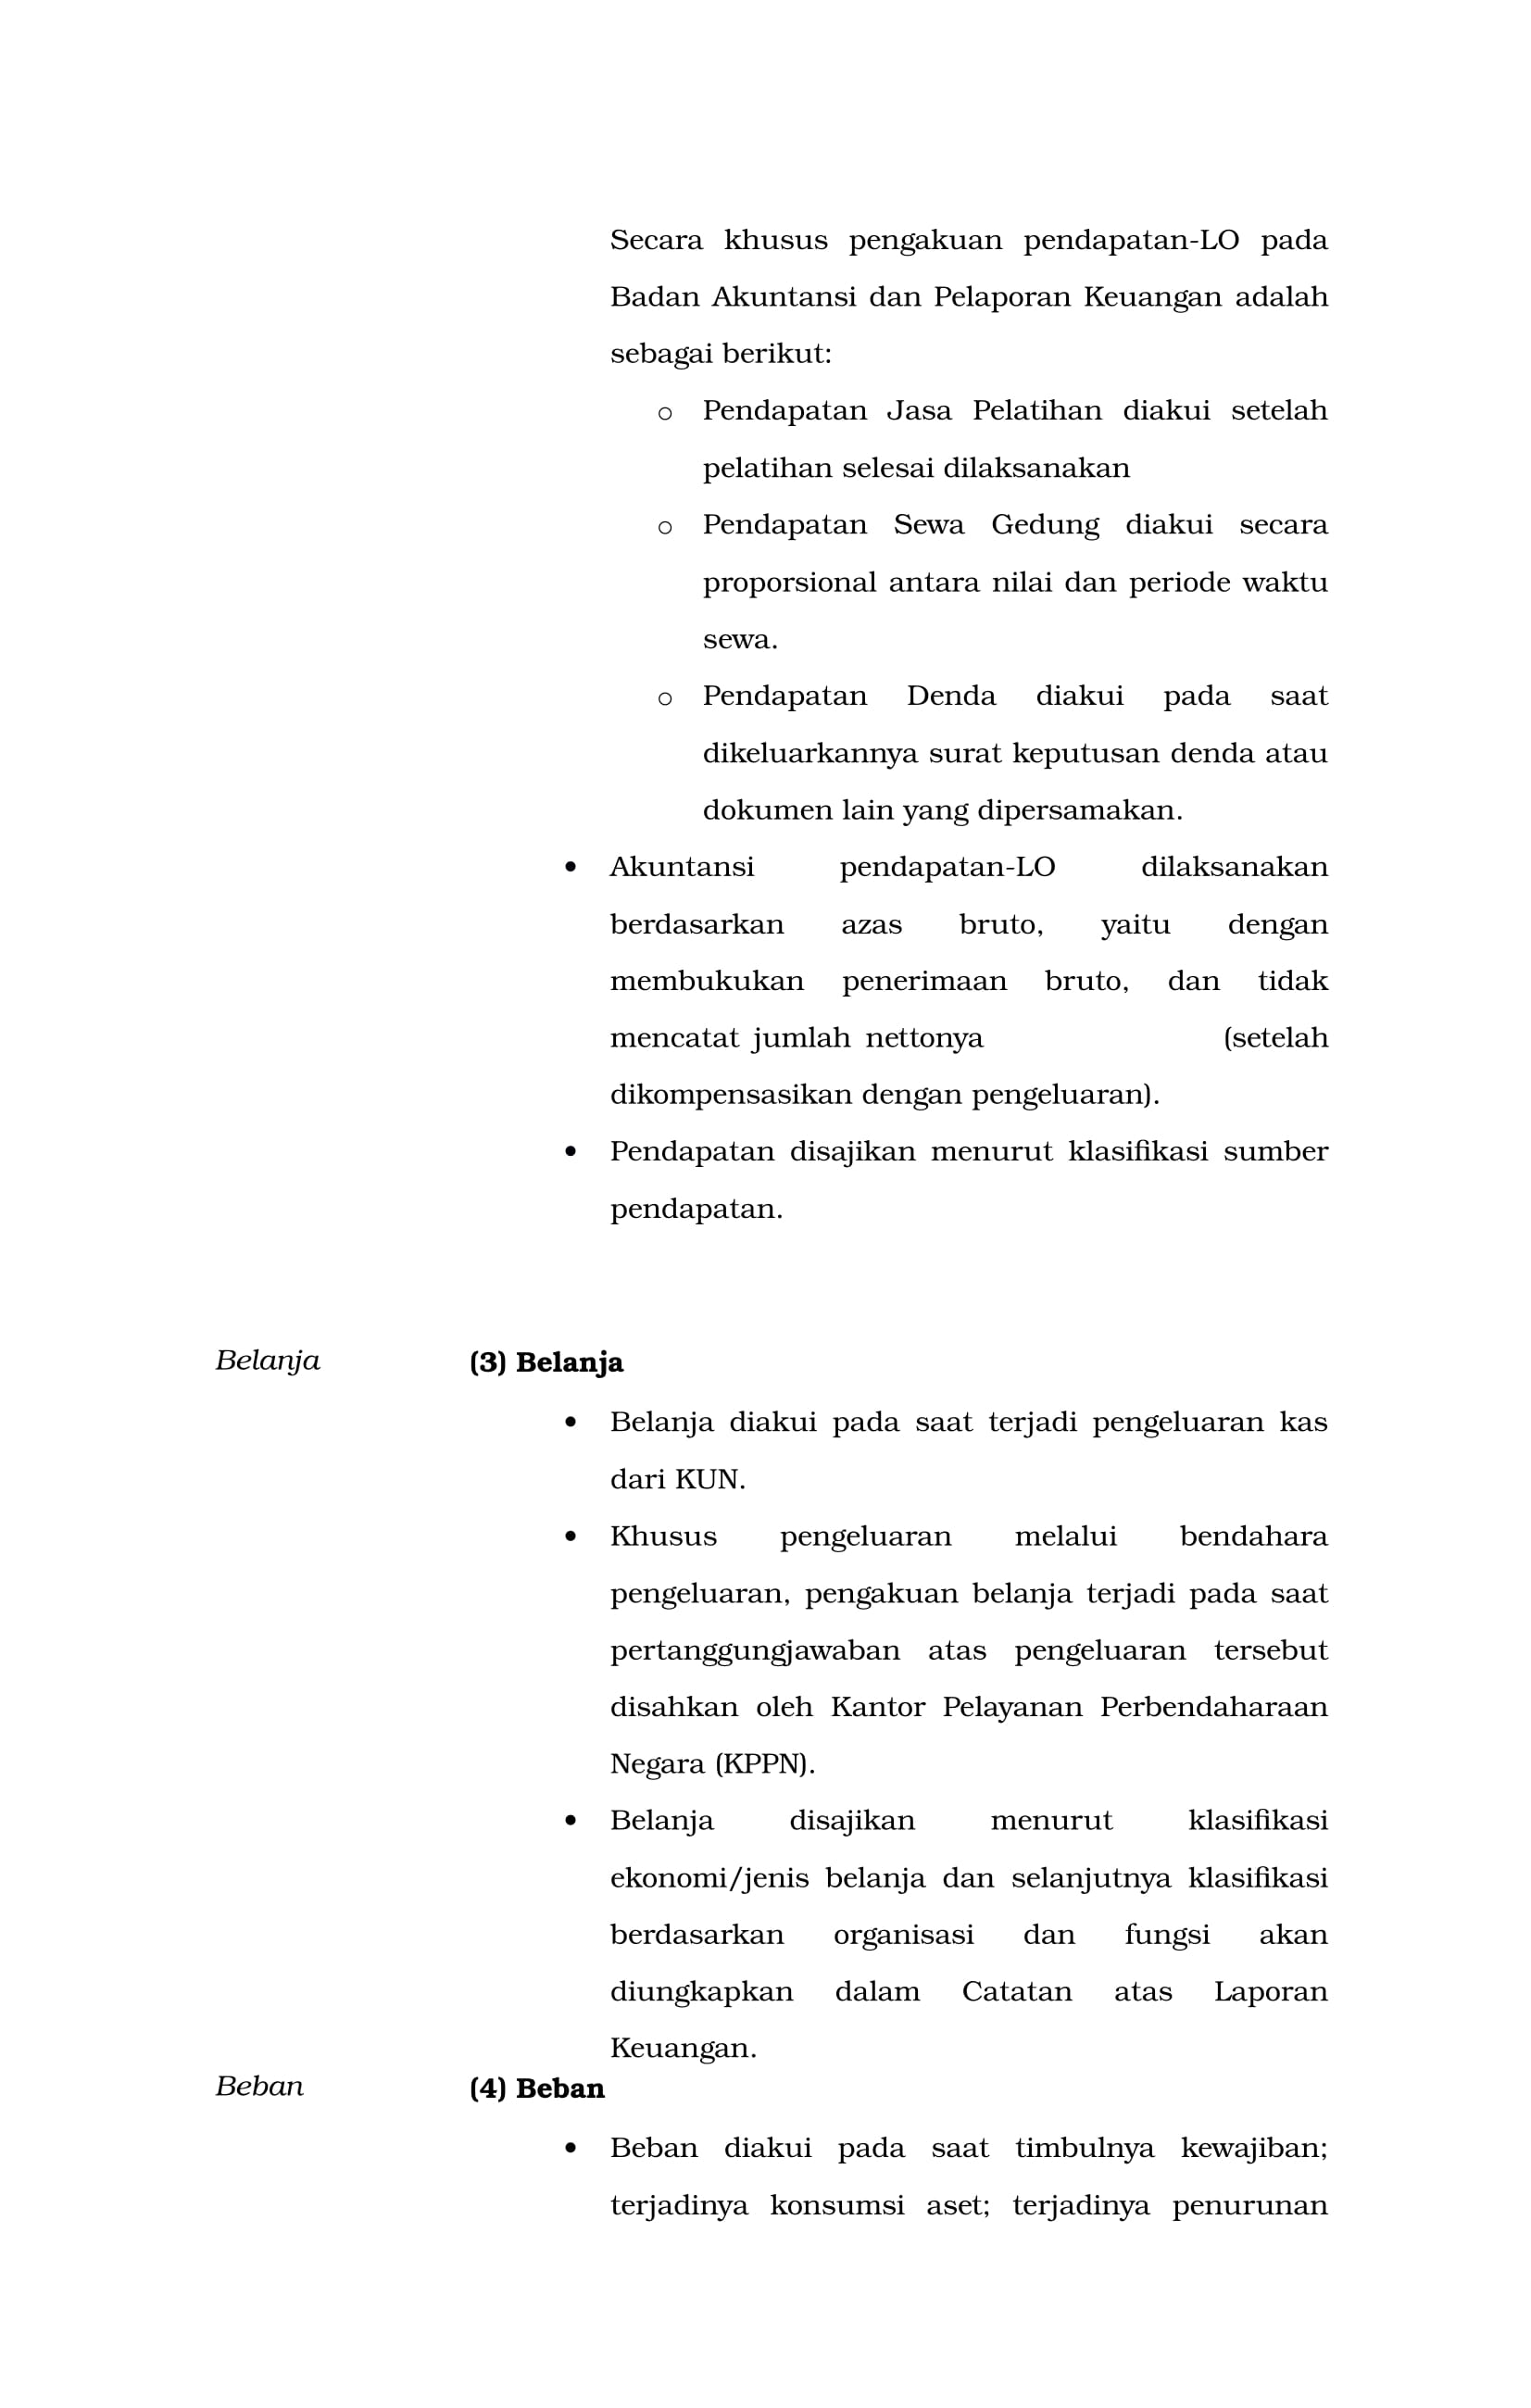 Secara khusus pengakuan pendapatan-LO pada
Badan Akuntansi dan Pelaporan Keuangan adalah
sebagai berikut:
o Pendapatan Jasa Pelatihan diakui setelah
pelatihan selesai dilaksanakan
o Pendapatan Sewa Gedung diakui secara
proporsional antara nilai dan periode waktu
sewa.
o Pendapatan Denda diakui pada saat
dikeluarkannya surat keputusan denda atau
dokumen lain yang dipersamakan.
• Akuntansi pendapatan-LO dilaksanakan
berdasarkan azas bruto, yaitu dengan
membukukan penerimaan bruto, dan tidak
mencatat jumlah nettonya (setelah
dikompensasikan dengan pengeluaran).
• Pendapatan disajikan menurut klasifikasi sumber
pendapatan.
Belanja (3) Belanja
• Belanja diakui pada saat terjadi pengeluaran kas
dari KUN.
• Khusus pengeluaran melalui bendahara
pengeluaran, pengakuan belanja terjadi pada saat
pertanggungjawaban atas pengeluaran tersebut
disahkan oleh Kantor Pelayanan Perbendaharaan
Negara (KPPN).
• Belanja disajikan menurut klasifikasi
ekonomi/jenis belanja dan selanjutnya klasifikasi
berdasarkan organisasi dan fungsi akan
diungkapkan dalam Catatan atas Laporan
Keuangan.
Beban (4) Beban
• Beban diakui pada saat timbulnya kewajiban;
terjadinya konsumsi aset; terjadinya penurunan